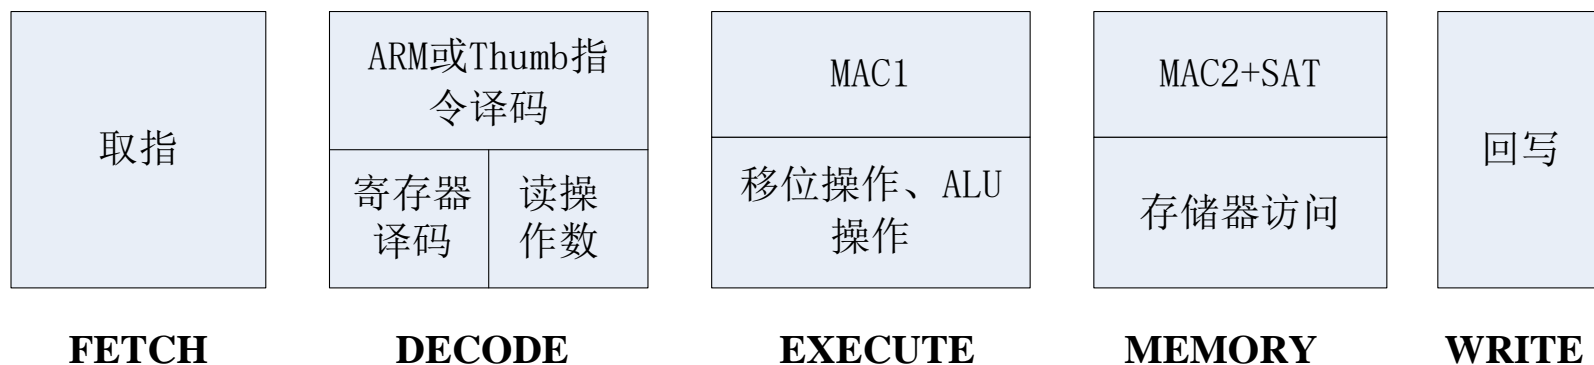 取指
ARM或Thumb指
令译码
寄存器
译码
读操
作数
MAC1
移位操作、ALU
操作
MAC2+SAT
存储器访问
回写
FETCH
DECODE
EXECUTE
MEMORY
WRITE